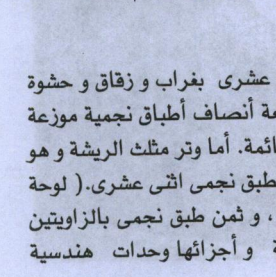 عشرى بغراب و زقاق و حشوة
أنصاف أطباق نجمية موزعة
ائمة. أما وتر مثلث الريشة و هو
طبق نجمى اثنى عشرى.( لوحة
، و ثمن طبق نجمى بالزاويتين
و أجزائها وحدات هندسية